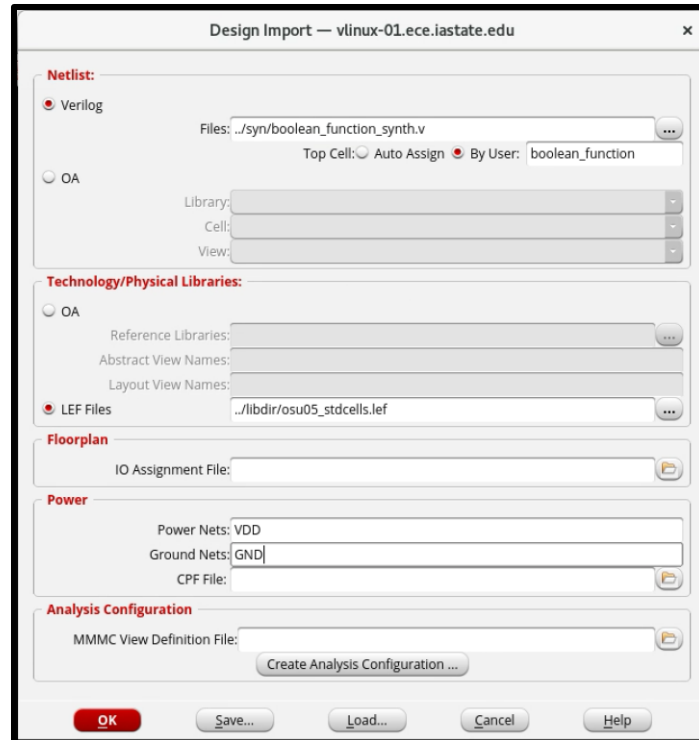 Design Import — vlinux-01.ece.iastate.edu ×
Netlist:
Verilog
Files: ../syn/boolean_function_synth.v ...
Top Cell: Auto Assign By User: boolean_function
OA
Library:
Cell:
View:
Technology/Physical Libraries:
OA
Reference Libraries: ...
Abstract View Names:
Layout View Names:
LEF Files ../libdir/osu05_stdcells.lef ...
Floorplan
IO Assignment File:
Power
Power Nets: VDD
Ground Nets: GND
CPF File:
Analysis Configuration
MMMC View Definition File:
Create Analysis Configuration ...
OK Save... Load... Cancel Help